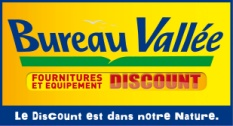 Bureau Vallée
FOURNITURES ET EQUIPEMENT DISCOUNT
Le DisCount est dans notRe NatuRe.